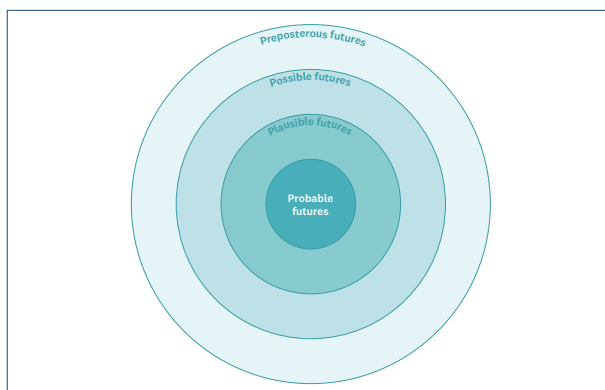 Preposterous futures
Possible futures
Plausible futures
Probable
futures